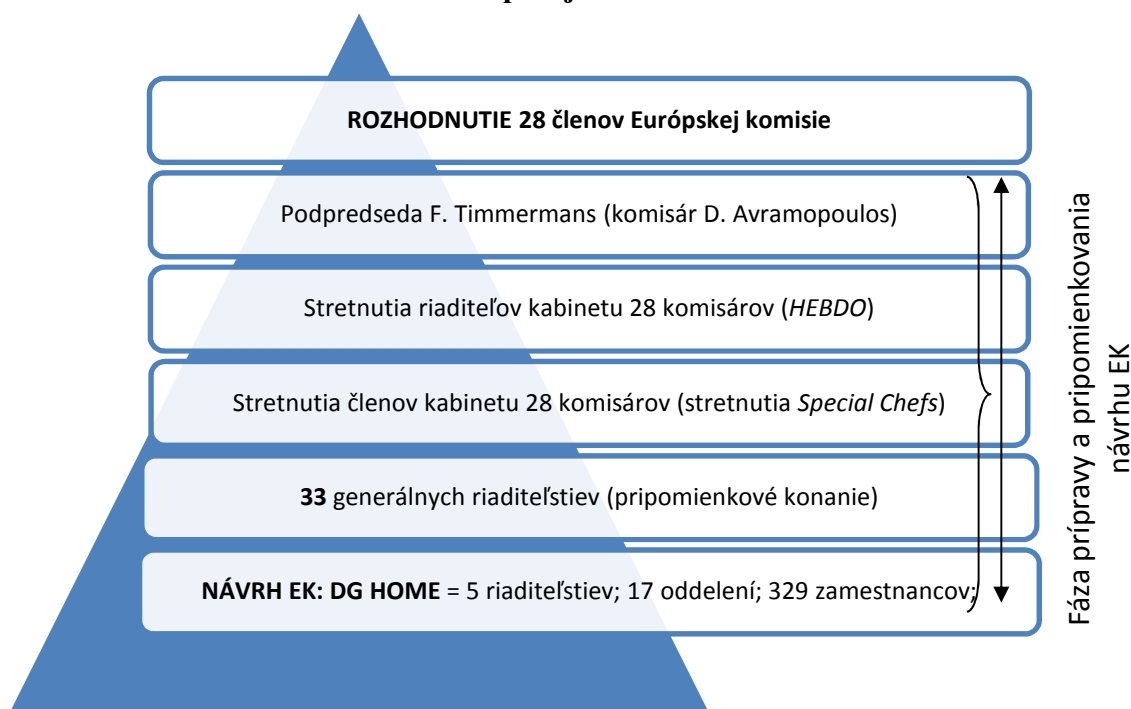 ROZHODNUTIE 28 členov Európskej komisie
Podpredseda F. Timmermans (komisár D. Avramopoulos)
Stretnutia riaditeľov kabinetu 28 komisárov (HEBDO)
Stretnutia členov kabinetu 28 komisárov (stretnutia Special Chefs)
33 generálnych riaditeľstiev (pripomienkové konanie)
NÁVRH EK: DG HOME = 5 riaditeľstiev; 17 oddelení; 329 zamestnancov;
Fáza prípravy a pripomienkovania
návrhu EK